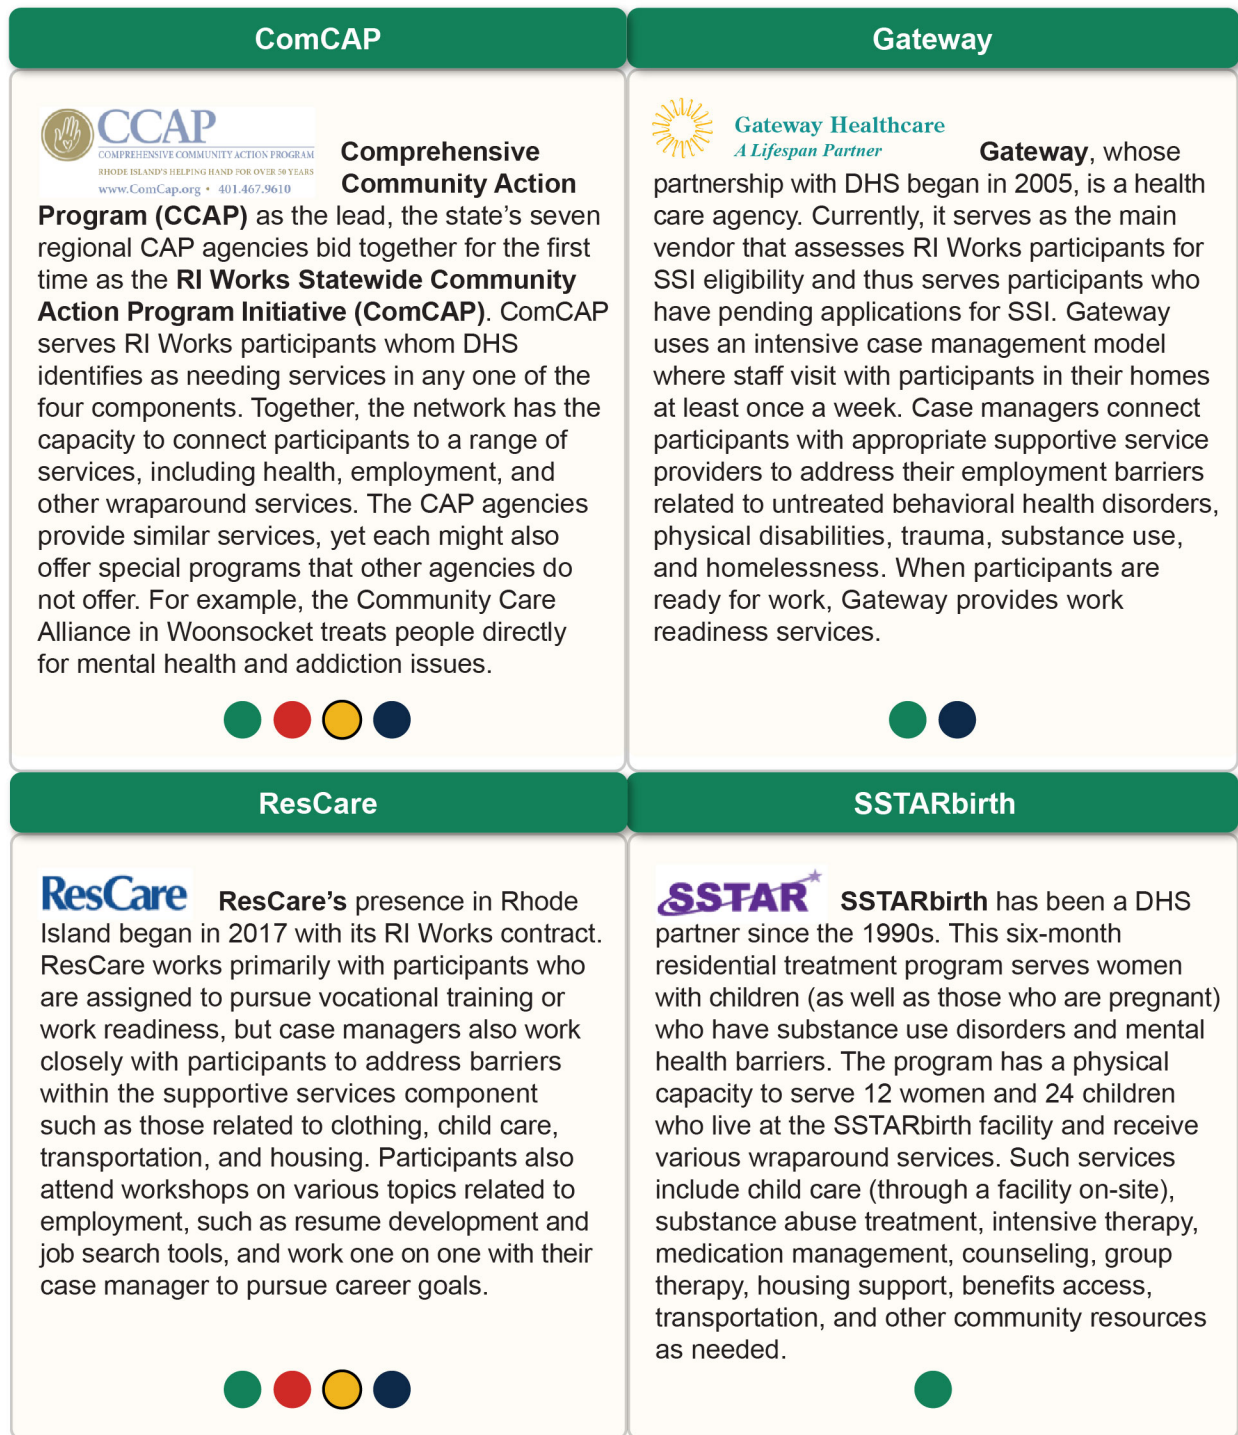 ComCAP
CCAP
COMPREHENSIVE COMMUNITY ACTION PROGRAM
RHODE ISLAND'S HELPING HAND FOR OVER 50 YEARS
www.ComCap.org • 401.467.9610
Comprehensive
Community Action
Program (CCAP) as the lead, the state's seven
regional CAP agencies bid together for the first
time as the RI Works Statewide Community
Action Program Initiative (ComCAP). ComCAP
serves RI Works participants whom DHS
identifies as needing services in any one of the
four components. Together, the network has the
capacity to connect participants to a range of
services, including health, employment, and
other wraparound services. The CAP agencies
provide similar services, yet each might also
offer special programs that other agencies do
not offer. For example, the Community Care
Alliance in Woonsocket treats people directly
for mental health and addiction issues.
Gateway
Gateway Healthcare
A Lifespan Partner
Gateway, whose
partnership with DHS began in 2005, is a health
care agency. Currently, it serves as the main
vendor that assesses RI Works participants for
SSI eligibility and thus serves participants who
have pending applications for SSI. Gateway
uses an intensive case management model
where staff visit with participants in their homes
at least once a week. Case managers connect
participants with appropriate supportive service
providers to address their employment barriers
related to untreated behavioral health disorders,
physical disabilities, trauma, substance use,
and homelessness. When participants are
ready for work, Gateway provides work
readiness services.
ResCare
ResCare
ResCare's presence in Rhode
Island began in 2017 with its RI Works contract.
ResCare works primarily with participants who
are assigned to pursue vocational training or
work readiness, but case managers also work
closely with participants to address barriers
within the supportive services component
such as those related to clothing, child care,
transportation, and housing. Participants also
attend workshops on various topics related to
employment, such as resume development and
job search tools, and work one on one with their
case manager to pursue career goals.
SSTARbirth
SSTAR
SSTARbirth has been a DHS
partner since the 1990s. This six-month
residential treatment program serves women
with children (as well as those who are pregnant)
who have substance use disorders and mental
health barriers. The program has a physical
capacity to serve 12 women and 24 children
who live at the SSTARbirth facility and receive
various wraparound services. Such services
include child care (through a facility on-site),
substance abuse treatment, intensive therapy,
medication management, counseling, group
therapy, housing support, benefits access,
transportation, and other community resources
as needed.